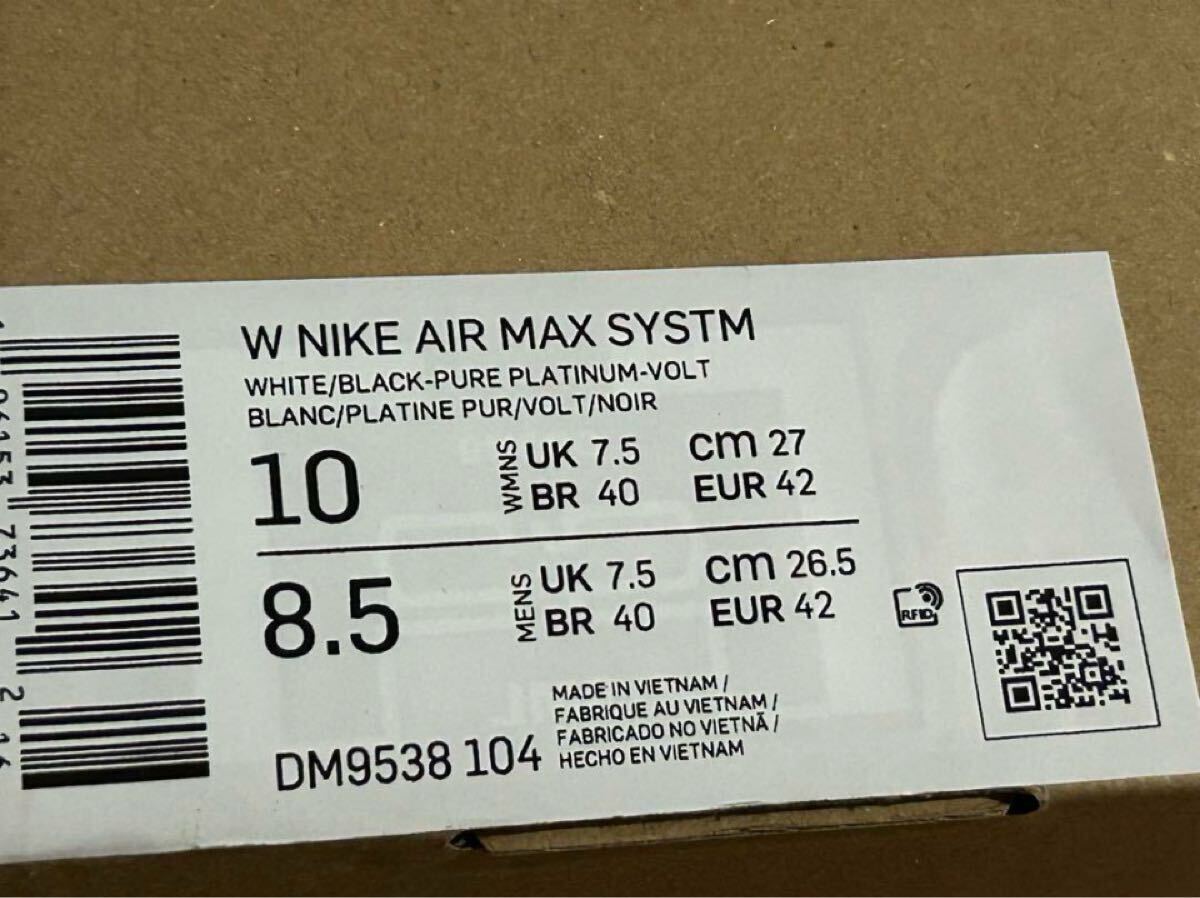 W NIKE AIR MAX SYSTM
WHITE/BLACK-PURE PLATINUM-VOLT
BLANC/PLATINE PUR/VOLT/NOIR
10 WMNS UK 7.5 cm 27
BR 40 EUR 42
8.5 MENS UK 7.5 cm 26.5
BR 40 EUR 42
RFID
MADE IN VIETNAM /
FABRIQUE AU VIETNAM /
FABRICADO NO VIETNÃ /
HECHO EN VIETNAM
DM9538 104
73641 2